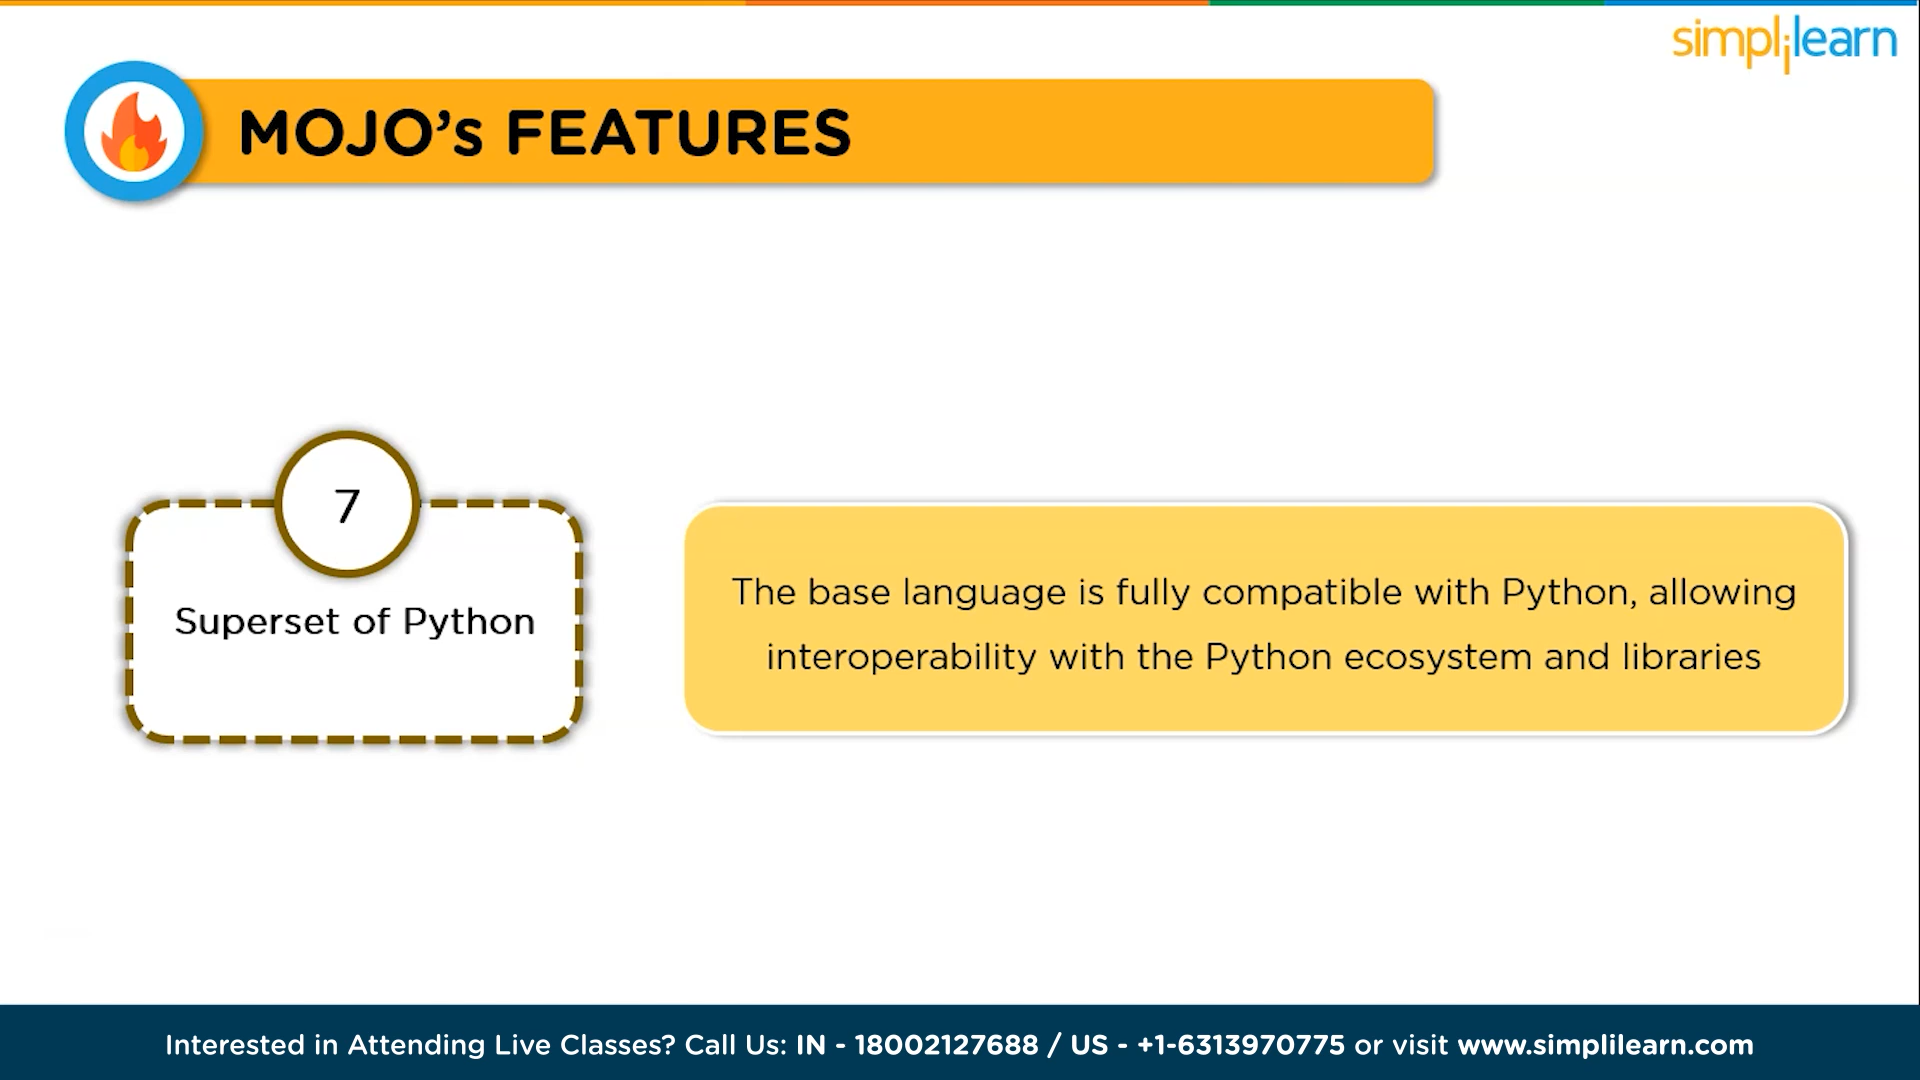 simplilearn
MOJO’s FEATURES
7
Superset of Python
The base language is fully compatible with Python, allowing
interoperability with the Python ecosystem and libraries
Interested in Attending Live Classes? Call Us: IN - 18002127688 / US - +1-6313970775 or visit www.simplilearn.com